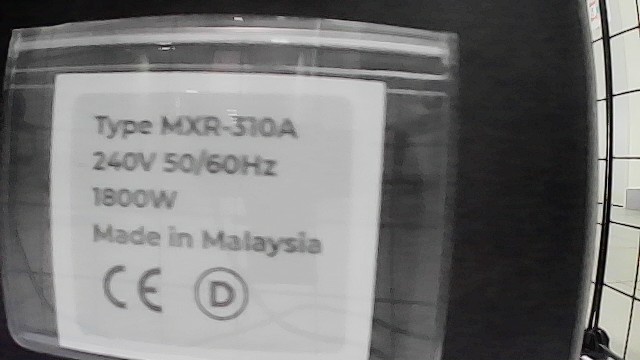 Type MXR-310A
240V 50/60Hz
1800W
Made in Malaysia
CE D